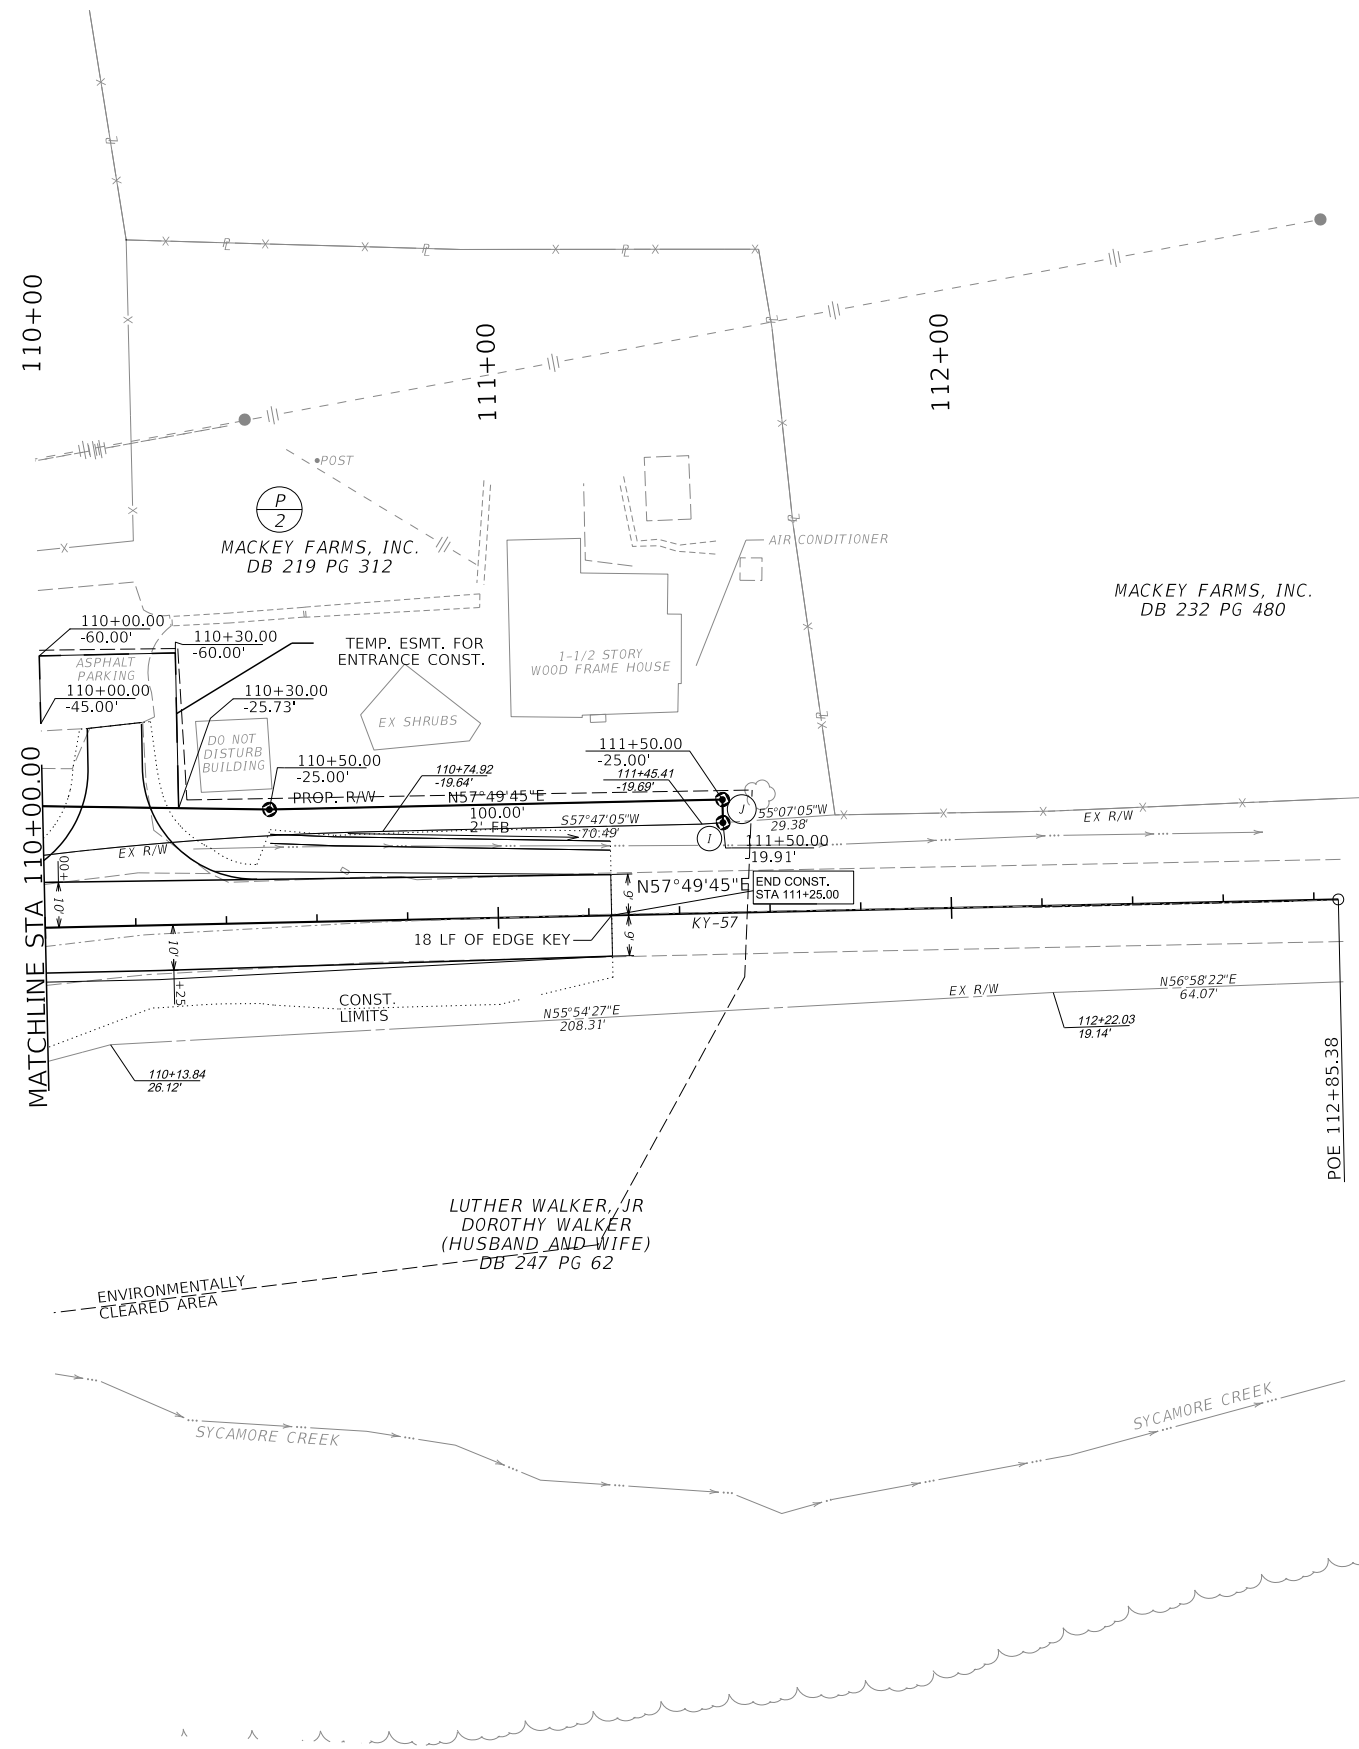 110+00
111+00
112+00
POST
P
2
MACKEY FARMS, INC.
DB 219 PG 312
AIR CONDITIONER
MACKEY FARMS, INC.
DB 232 PG 480
110+00.00
-60.00'
110+30.00
-60.00'
TEMP. ESMT. FOR
ENTRANCE CONST.
1-1/2 STORY
WOOD FRAME HOUSE
ASPHALT
PARKING
110+00.00
-45.00'
110+30.00
-25.73'
EX SHRUBS
DO NOT
DISTURB
BUILDING
110+50.00
-25.00'
110+74.92
-19.64'
111+50.00
-25.00'
111+45.41
-19.69'
PROP. R/W
N57°49'45"E
100.00'
2' FB
S57°47'05"W
70.49'
J
I
55°07'05"W
29.38'
EX R/W
111+50.00
-19.91'
EX R/W
+00
10'
9'
N57°49'45"E
END CONST.
STA 111+25.00
KY-57
9'
18 LF OF EDGE KEY
10'
+25
MATCHLINE STA 110+00.00
CONST.
LIMITS
N55°54'27"E
208.31'
EX R/W
N56°58'22"E
64.07'
112+22.03
19.14'
110+13.84
26.12'
POE 112+85.38
LUTHER WALKER, JR
DOROTHY WALKER
(HUSBAND AND WIFE)
DB 247 PG 62
ENVIRONMENTALLY
CLEARED AREA
SYCAMORE CREEK
SYCAMORE CREEK